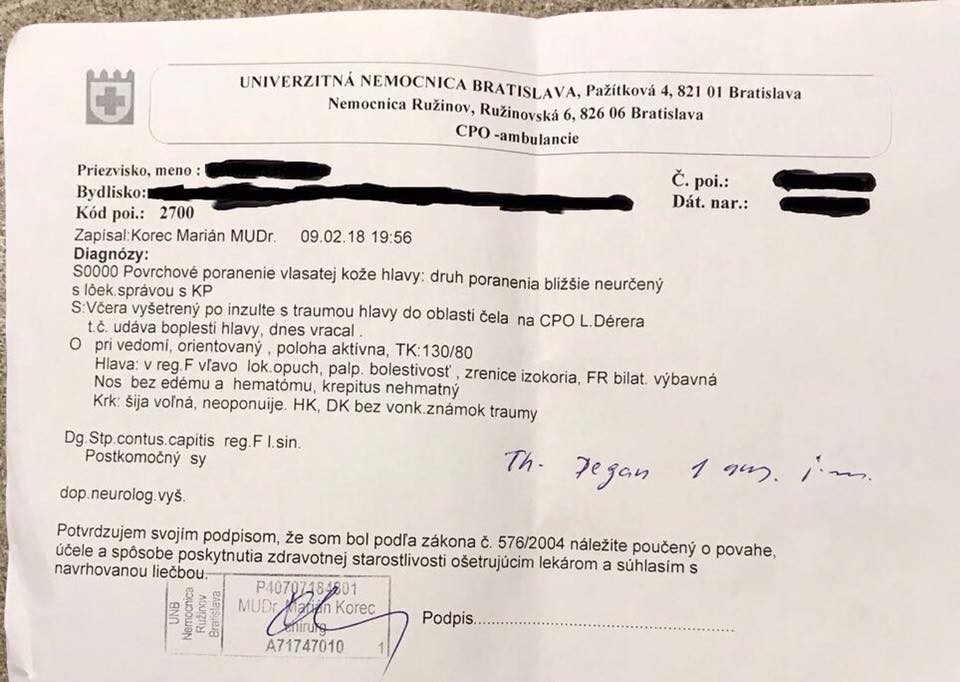 UNIVERZITNÁ NEMOCNICA BRATISLAVA, Pažítková 4, 821 01 Bratislava
Nemocnica Ružinov, Ružinovská 6, 826 06 Bratislava
CPO -ambulancie
Priezvisko, meno :
Č. poi.:
Bydlisko:
Dát. nar.:
Kód poi.: 2700
Zapísal:Korec Marián MUDr. 09.02.18 19:56
Diagnózy:
S0000 Povrchové poranenie vlasatej kože hlavy: druh poranenia bližšie neurčený
s lôek.správou s KP
S:Včera vyšetrený po inzulte s traumou hlavy do oblasti čela na CPO L.Dérera
t.č. udáva boplesti hlavy, dnes vracal .
O pri vedomí, orientovaný , poloha aktívna, TK:130/80
Hlava: v reg.F vľavo lok.opuch, palp. bolestivosť , zrenice izokoria, FR bilat. výbavná
Nos bez edému a hematómu, krepitus nehmatný
Krk: šija voľná, neoponuije. HK, DK bez vonk.známok traumy
Dg.Stp.contus.capitis reg.F l.sin.
Postkomočný sy
Th. Degan 1 amp. i.m.
dop.neurolog.vyš.
Potvrdzujem svojím podpisom, že som bol podľa zákona č. 576/2004 náležite poučený o povahe,
účele a spôsobe poskytnutia zdravotnej starostlivosti ošetrujúcim lekárom a súhlasím s
navrhovanou liečbou.
UNB
Nemocnica
Ružinov
Bratislava
P40707184801
MUDr. Marián Korec
chirurg
A71747010 1
Podpis